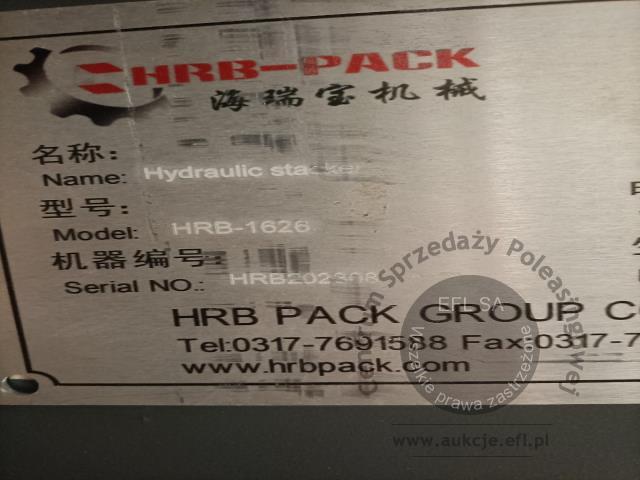 HRB-PACK
海瑞宝机械
名称:
Name: Hydraulic stacker
型号:
Model: HRB-1626
机器编号:
Serial NO.: HRB202308
HRB PACK GROUP CO
Tel:0317-7691588 Fax:0317-7
www.hrbpack.com
Centrum Sprzedaży Poleasingowej
EFL SA
Wszelkie prawa zastrzeżone
www.aukcje.efl.pl